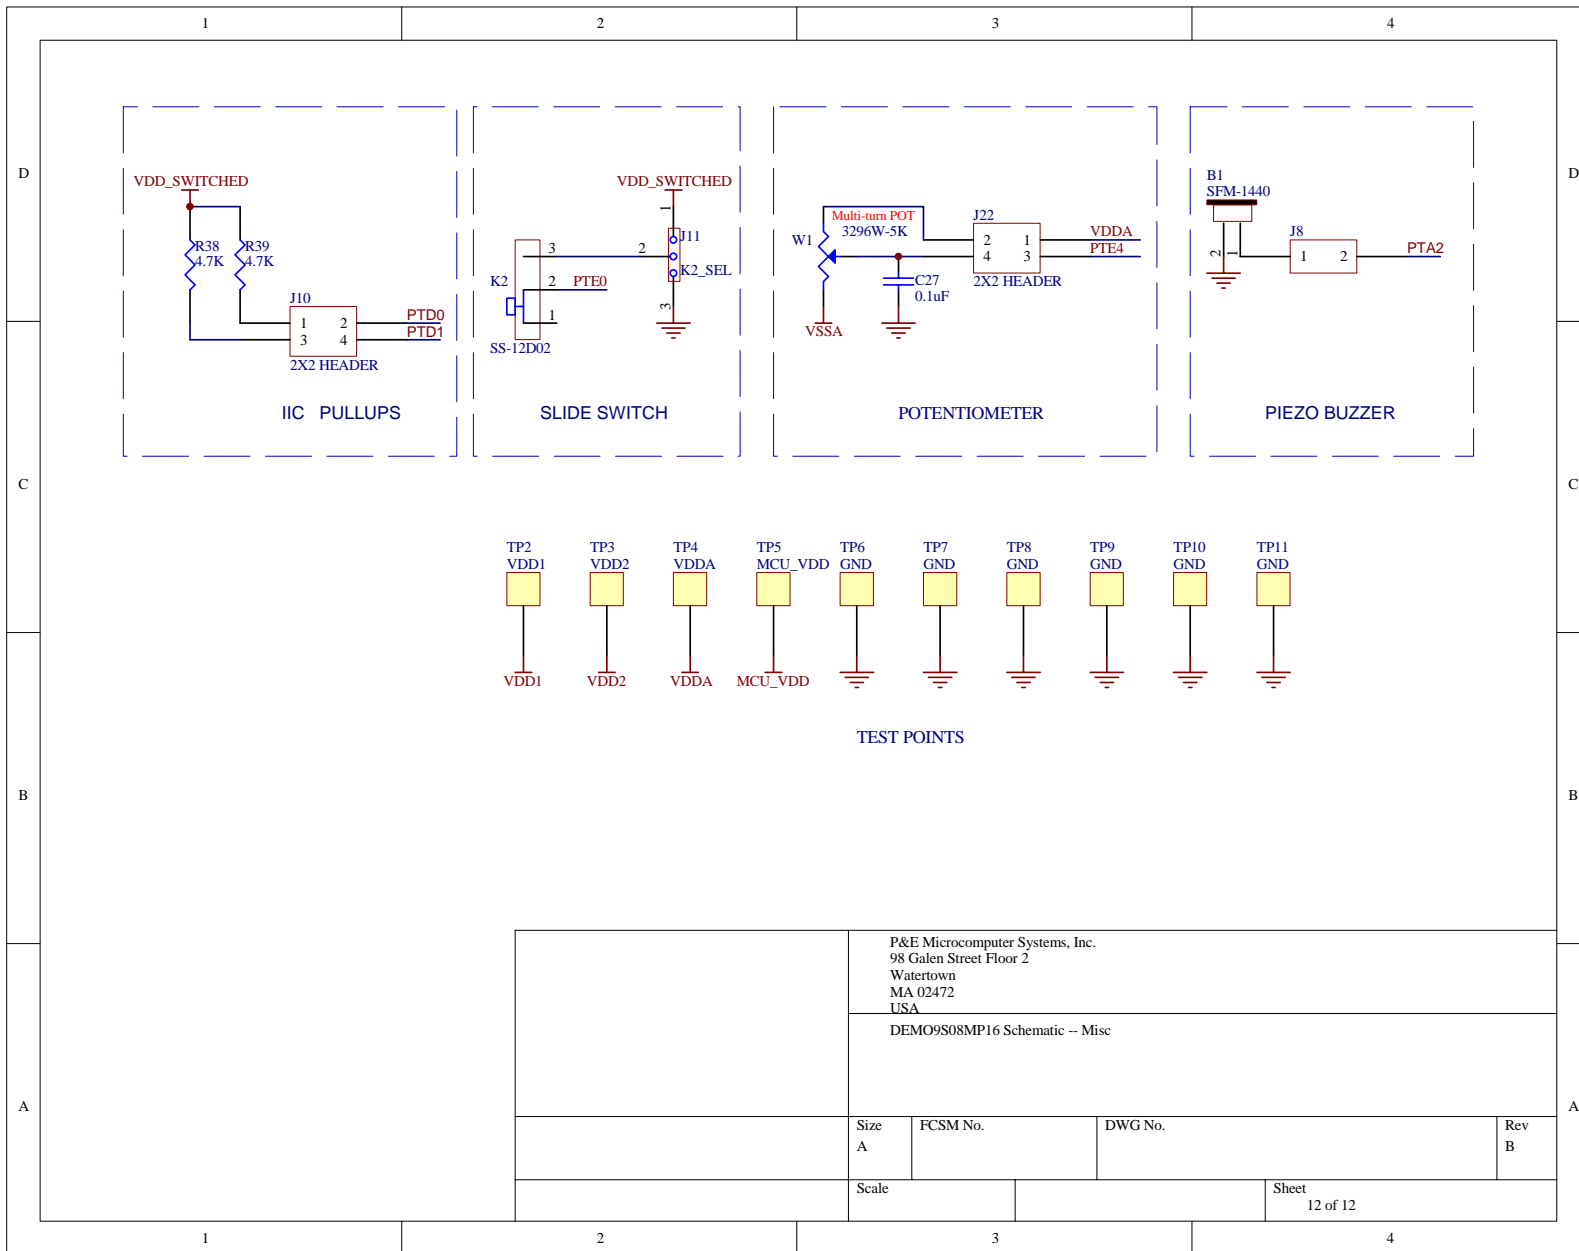 1 2 3 4
D D
VDD_SWITCHED
R38
4.7K
R39
4.7K
J10
1 2
3 4
PTD0
PTD1
2X2 HEADER
IIC PULLUPS
VDD_SWITCHED
1
J11
3 2
K2_SEL
K2
2 PTE0
1
3
SS-12D02
SLIDE SWITCH
Multi-turn POT
3296W-5K
W1
J22
2 1
4 3
VDDA
PTE4
2X2 HEADER
C27
0.1uF
VSSA
POTENTIOMETER
B1
SFM-1440
2 1
J8
1 2
PTA2
PIEZO BUZZER
C C
TP2 TP3 TP4 TP5 TP6 TP7 TP8 TP9 TP10 TP11
VDD1 VDD2 VDDA MCU_VDD GND GND GND GND GND GND
VDD1 VDD2 VDDA MCU_VDD
TEST POINTS
B B
P&E Microcomputer Systems, Inc.
98 Galen Street Floor 2
Watertown
MA 02472
USA
DEMO9S08MP16 Schematic -- Misc
A A
Size FCSM No. DWG No. Rev
A B
Scale Sheet
12 of 12
1 2 3 4